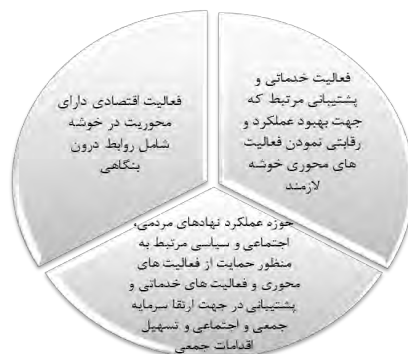 فعالیت خدماتی و
پشتیبانی مرتبط که
جهت بهبود عملکرد و
رقابتی نمودن فعالیت
های محوری خوشه
لازمند
فعالیت اقتصادی دارای
محوریت در خوشه
شامل روابط درون
بنگاهی
حوزه عملکرد نهادهای مردمی،
اجتماعی و سیاسی مرتبط به
منظور حمایت از فعالیت های
محوری و فعالیت های خدماتی و
پشتیبانی در جهت ارتقا سرمایه
جمعی و اجتماعی و تسهیل
اقدامات جمعی